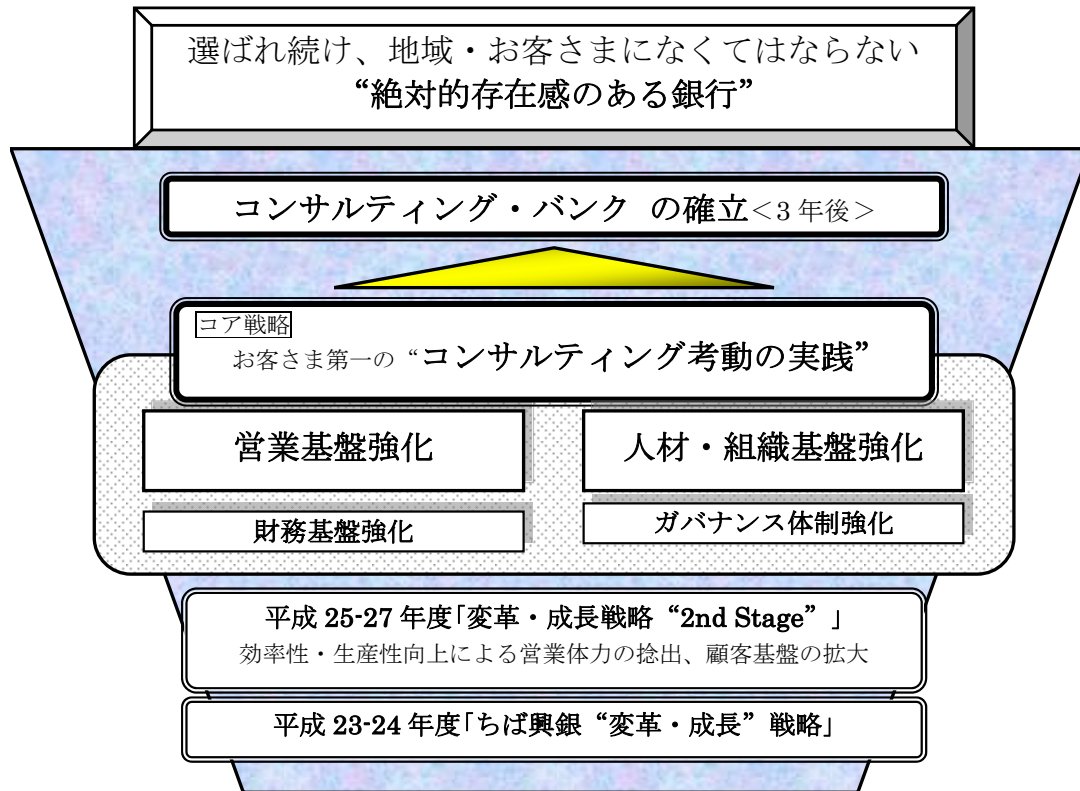 選ばれ続け、地域・お客さまになくてはならない
“絶対的存在感のある銀行”
コンサルティング・バンク の確立＜3年後＞
コア戦略
お客さま第一の“コンサルティング考動の実践”
営業基盤強化
人材・組織基盤強化
財務基盤強化
ガバナンス体制強化
平成 25-27 年度「変革・成長戦略“2nd Stage”」
効率性・生産性向上による営業体力の捻出、顧客基盤の拡大
平成 23-24 年度「ちば興銀“変革・成長”戦略」